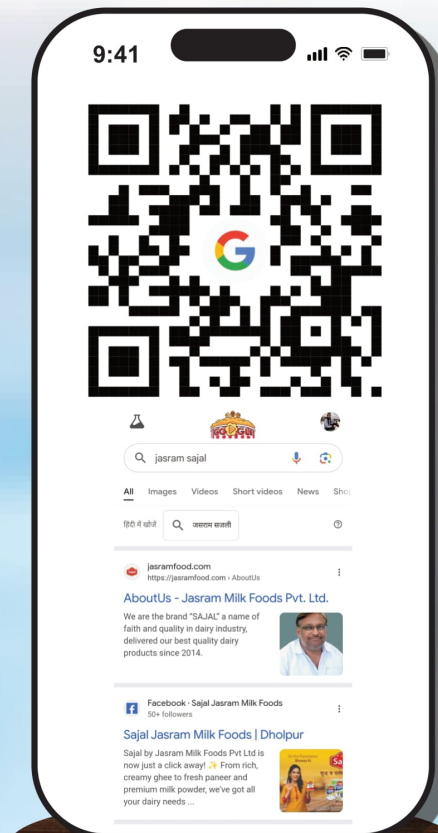 9:41
G
jasram sajal
All Images Videos Short videos News
हिंदी में खोजें जसराम सजली
jasramfood.com
https://jasramfood.com › AboutUs
AboutUs - Jasram Milk Foods Pvt. Ltd.
We are the brand "SAJAL" a name of
faith and quality in dairy industry,
delivered our best quality dairy
products since 2014.
Facebook · Sajal Jasram Milk Foods
50+ followers
Sajal Jasram Milk Foods | Dholpur
Sajal by Jasram Milk Foods Pvt Ltd is
now just a click away! ✨ From rich,
creamy ghee to fresh paneer and
premium milk powder, we've got all
your dairy needs ...